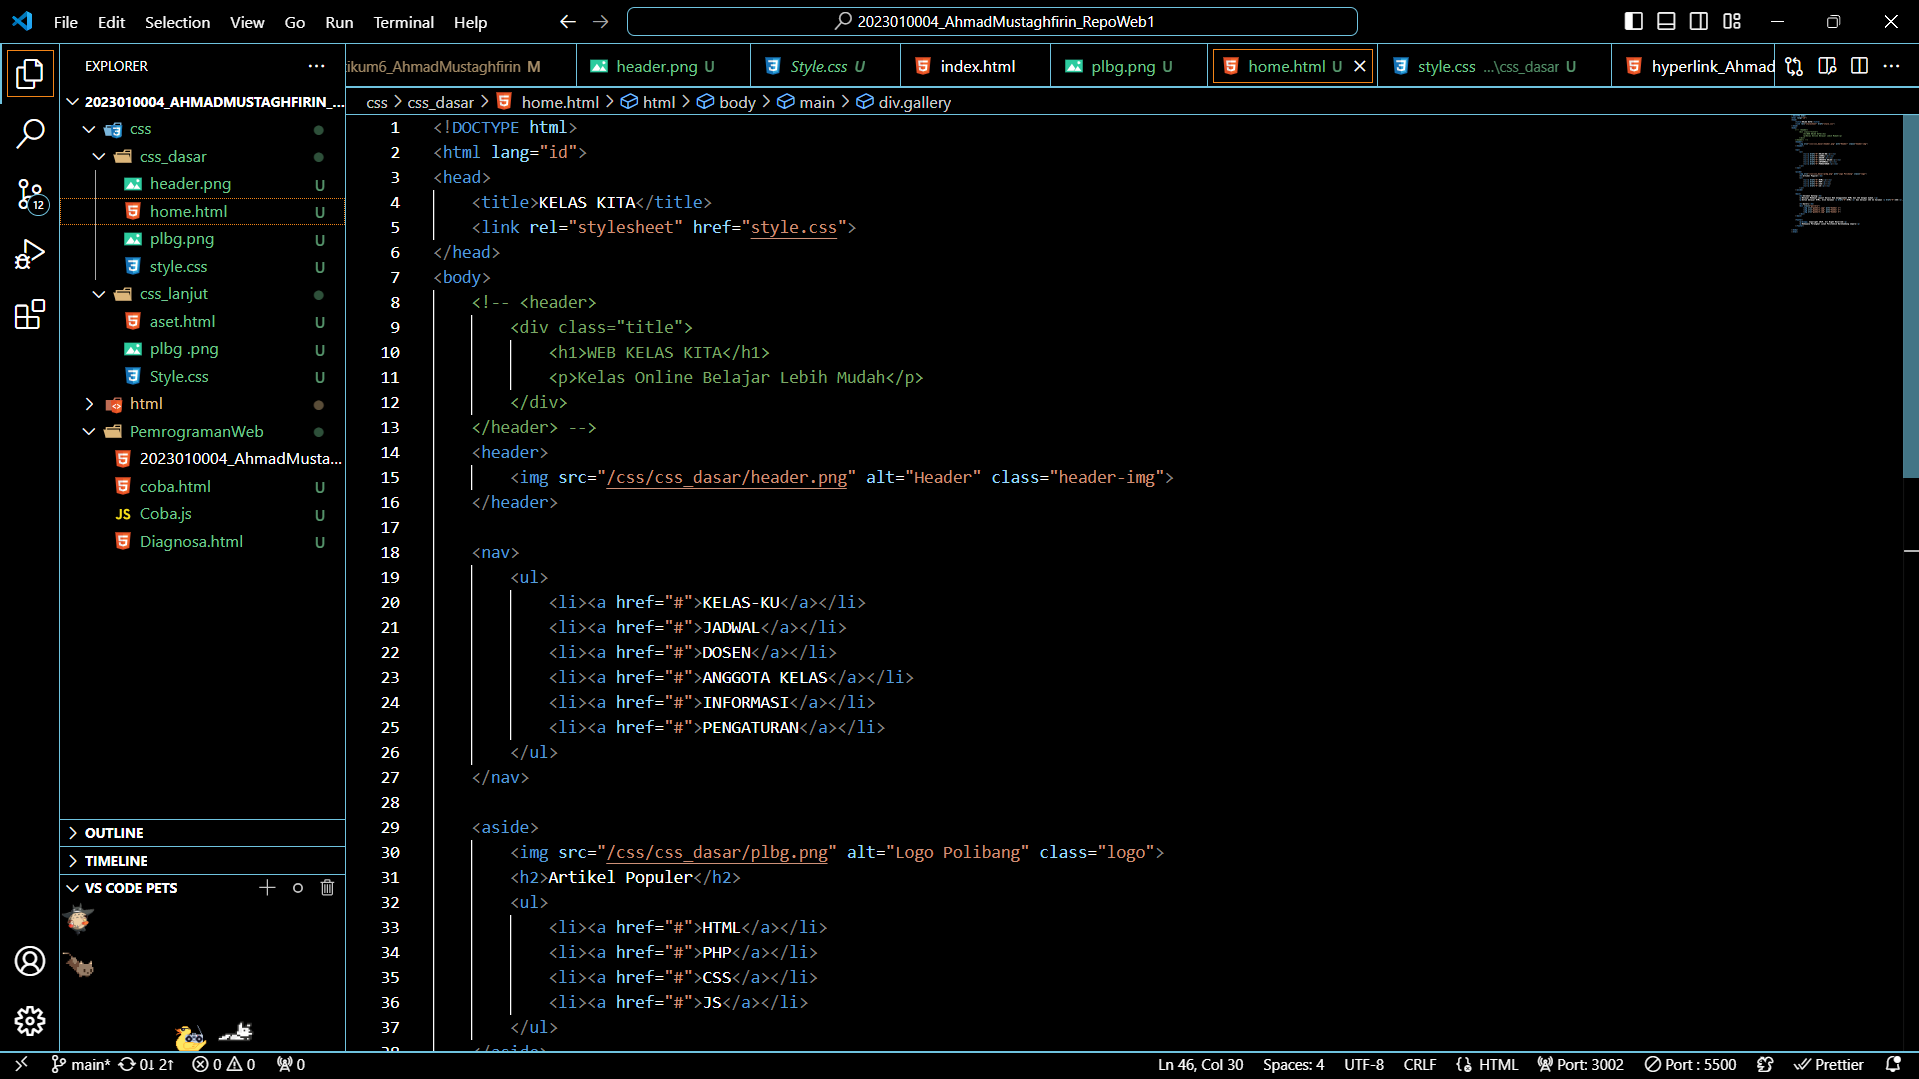 File Edit Selection View Go Run Terminal Help
2023010004_AhmadMustaghfirin_RepoWeb1
EXPLORER
2023010004_AHMADMUSTAGHFIRIN_...
css
css_dasar
header.png U
home.html U
plbg.png U
style.css U
css_lanjut
aset.html U
plbg .png U
Style.css U
html
PemrogramanWeb
2023010004_AhmadMusta...
coba.html U
JS Coba.js U
Diagnosa.html U
OUTLINE
TIMELINE
VS CODE PETS
12
ikum6_AhmadMustaghfirin M
header.png U
Style.css U
index.html
plbg.png U
home.html U
style.css ...\css_dasar U
hyperlink_Ahmad
css > css_dasar > home.html > html > body > main > div.gallery
1 <!DOCTYPE html>
2 <html lang="id">
3 <head>
4 <title>KELAS KITA</title>
5 <link rel="stylesheet" href="style.css">
6 </head>
7 <body>
8 <!-- <header>
9 <div class="title">
10 <h1>WEB KELAS KITA</h1>
11 <p>Kelas Online Belajar Lebih Mudah</p>
12 </div>
13 </header> -->
14 <header>
15 <img src="/css/css_dasar/header.png" alt="Header" class="header-img">
16 </header>
17
18 <nav>
19 <ul>
20 <li><a href="#">KELAS-KU</a></li>
21 <li><a href="#">JADWAL</a></li>
22 <li><a href="#">DOSEN</a></li>
23 <li><a href="#">ANGGOTA KELAS</a></li>
24 <li><a href="#">INFORMASI</a></li>
25 <li><a href="#">PENGATURAN</a></li>
26 </ul>
27 </nav>
28
29 <aside>
30 <img src="/css/css_dasar/plbg.png" alt="Logo Polibang" class="logo">
31 <h2>Artikel Populer</h2>
32 <ul>
33 <li><a href="#">HTML</a></li>
34 <li><a href="#">PHP</a></li>
35 <li><a href="#">CSS</a></li>
36 <li><a href="#">JS</a></li>
37 </ul>
38 </aside>
main* 0↓ 2↑ 0 0 0
Ln 46, Col 30 Spaces: 4 UTF-8 CRLF {} HTML Port: 3002 Port : 5500 Prettier